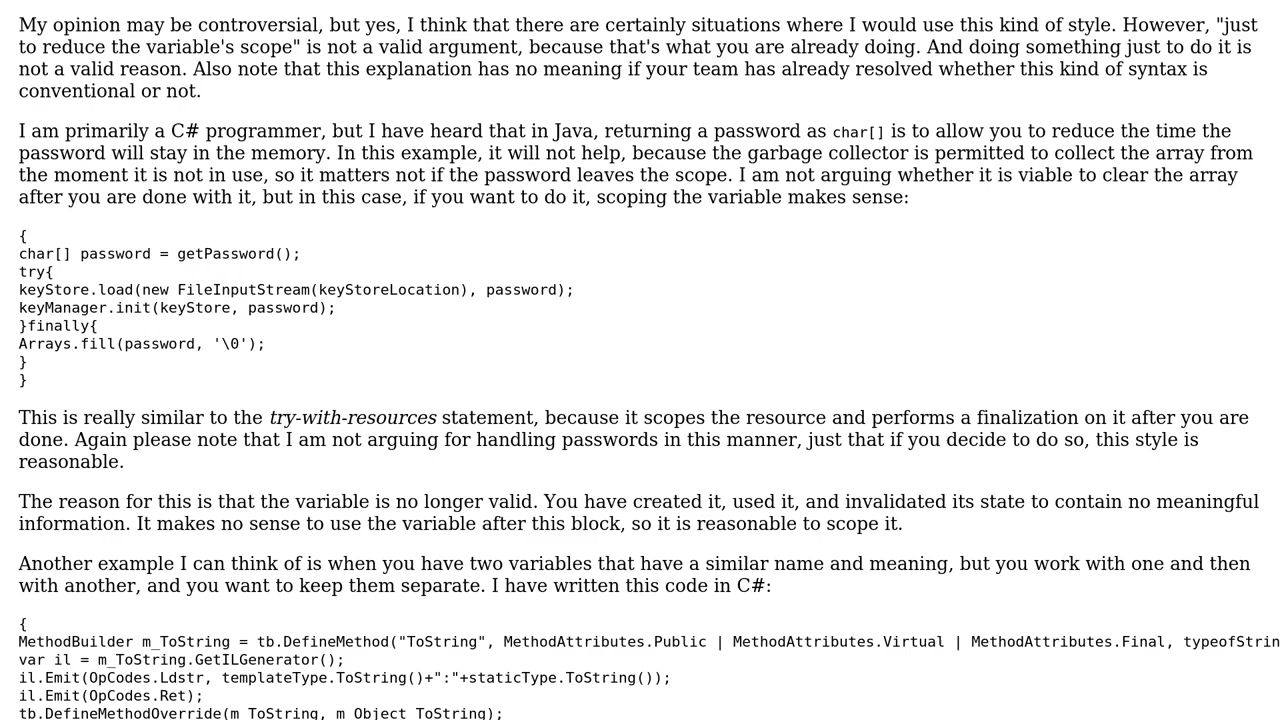 My opinion may be controversial, but yes, I think that there are certainly situations where I would use this kind of style. However, "just
to reduce the variable's scope" is not a valid argument, because that's what you are already doing. And doing something just to do it is
not a valid reason. Also note that this explanation has no meaning if your team has already resolved whether this kind of syntax is
conventional or not.
I am primarily a C# programmer, but I have heard that in Java, returning a password as char[] is to allow you to reduce the time the
password will stay in the memory. In this example, it will not help, because the garbage collector is permitted to collect the array from
the moment it is not in use, so it matters not if the password leaves the scope. I am not arguing whether it is viable to clear the array
after you are done with it, but in this case, if you want to do it, scoping the variable makes sense:
{
char[] password = getPassword();
try{
keyStore.load(new FileInputStream(keyStoreLocation), password);
keyManager.init(keyStore, password);
}finally{
Arrays.fill(password, '\0');
}
}
This is really similar to the try-with-resources statement, because it scopes the resource and performs a finalization on it after you are
done. Again please note that I am not arguing for handling passwords in this manner, just that if you decide to do so, this style is
reasonable.
The reason for this is that the variable is no longer valid. You have created it, used it, and invalidated its state to contain no meaningful
information. It makes no sense to use the variable after this block, so it is reasonable to scope it.
Another example I can think of is when you have two variables that have a similar name and meaning, but you work with one and then
with another, and you want to keep them separate. I have written this code in C#:
{
MethodBuilder m_ToString = tb.DefineMethod("ToString", MethodAttributes.Public | MethodAttributes.Virtual | MethodAttributes.Final, typeofStrin
var il = m_ToString.GetILGenerator();
il.Emit(OpCodes.Ldstr, templateType.ToString()+":"+staticType.ToString());
il.Emit(OpCodes.Ret);
tb.DefineMethodOverride(m_ToString, m_Object_ToString);